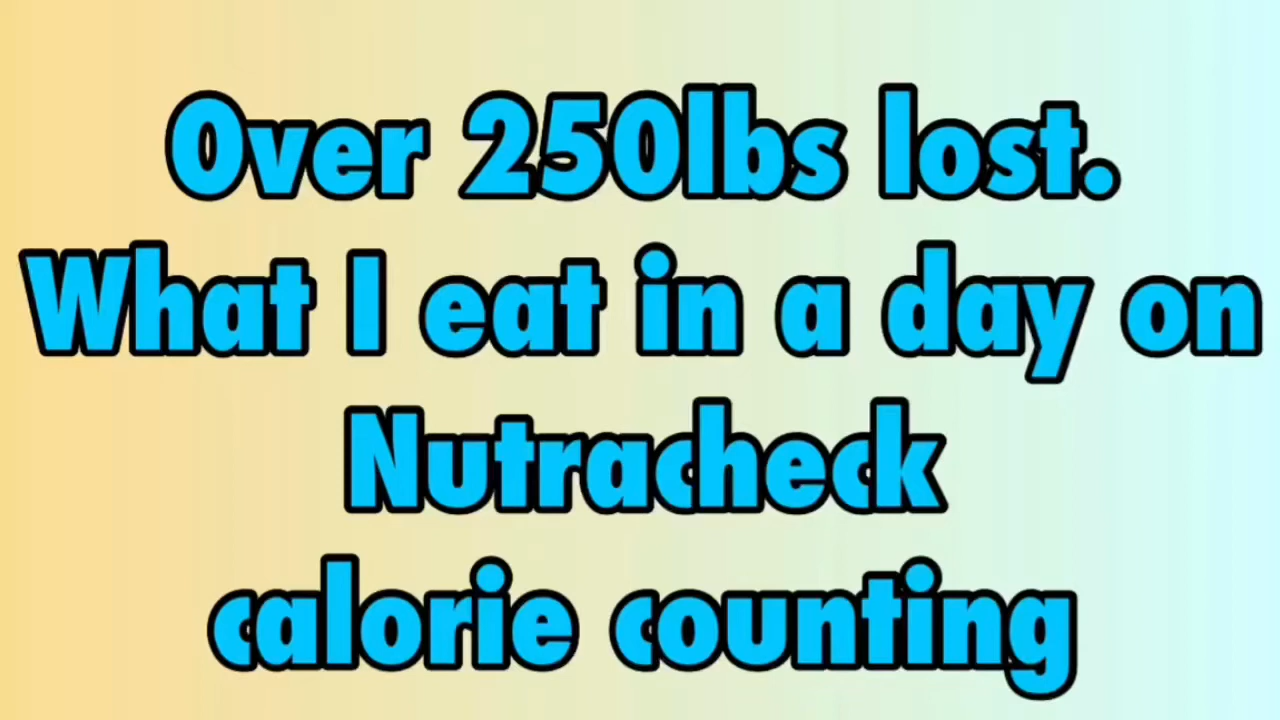 Over 250lbs lost.
What I eat in a day on
Nutracheck
calorie counting